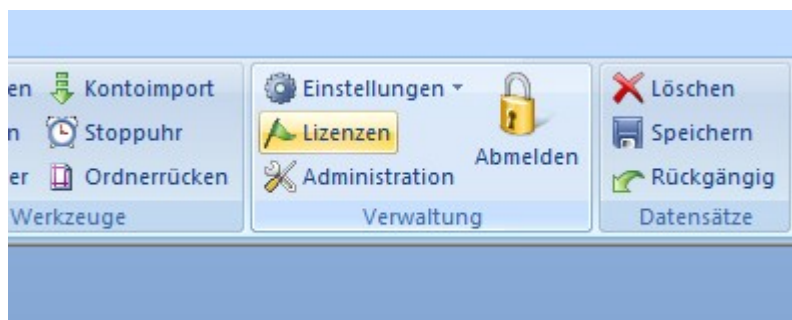 Kontoimport
Stoppuhr
Ordnerrücken
Werkzeuge
Einstellungen
Lizenzen
Administration
Abmelden
Verwaltung
Löschen
Speichern
Rückgängig
Datensätze